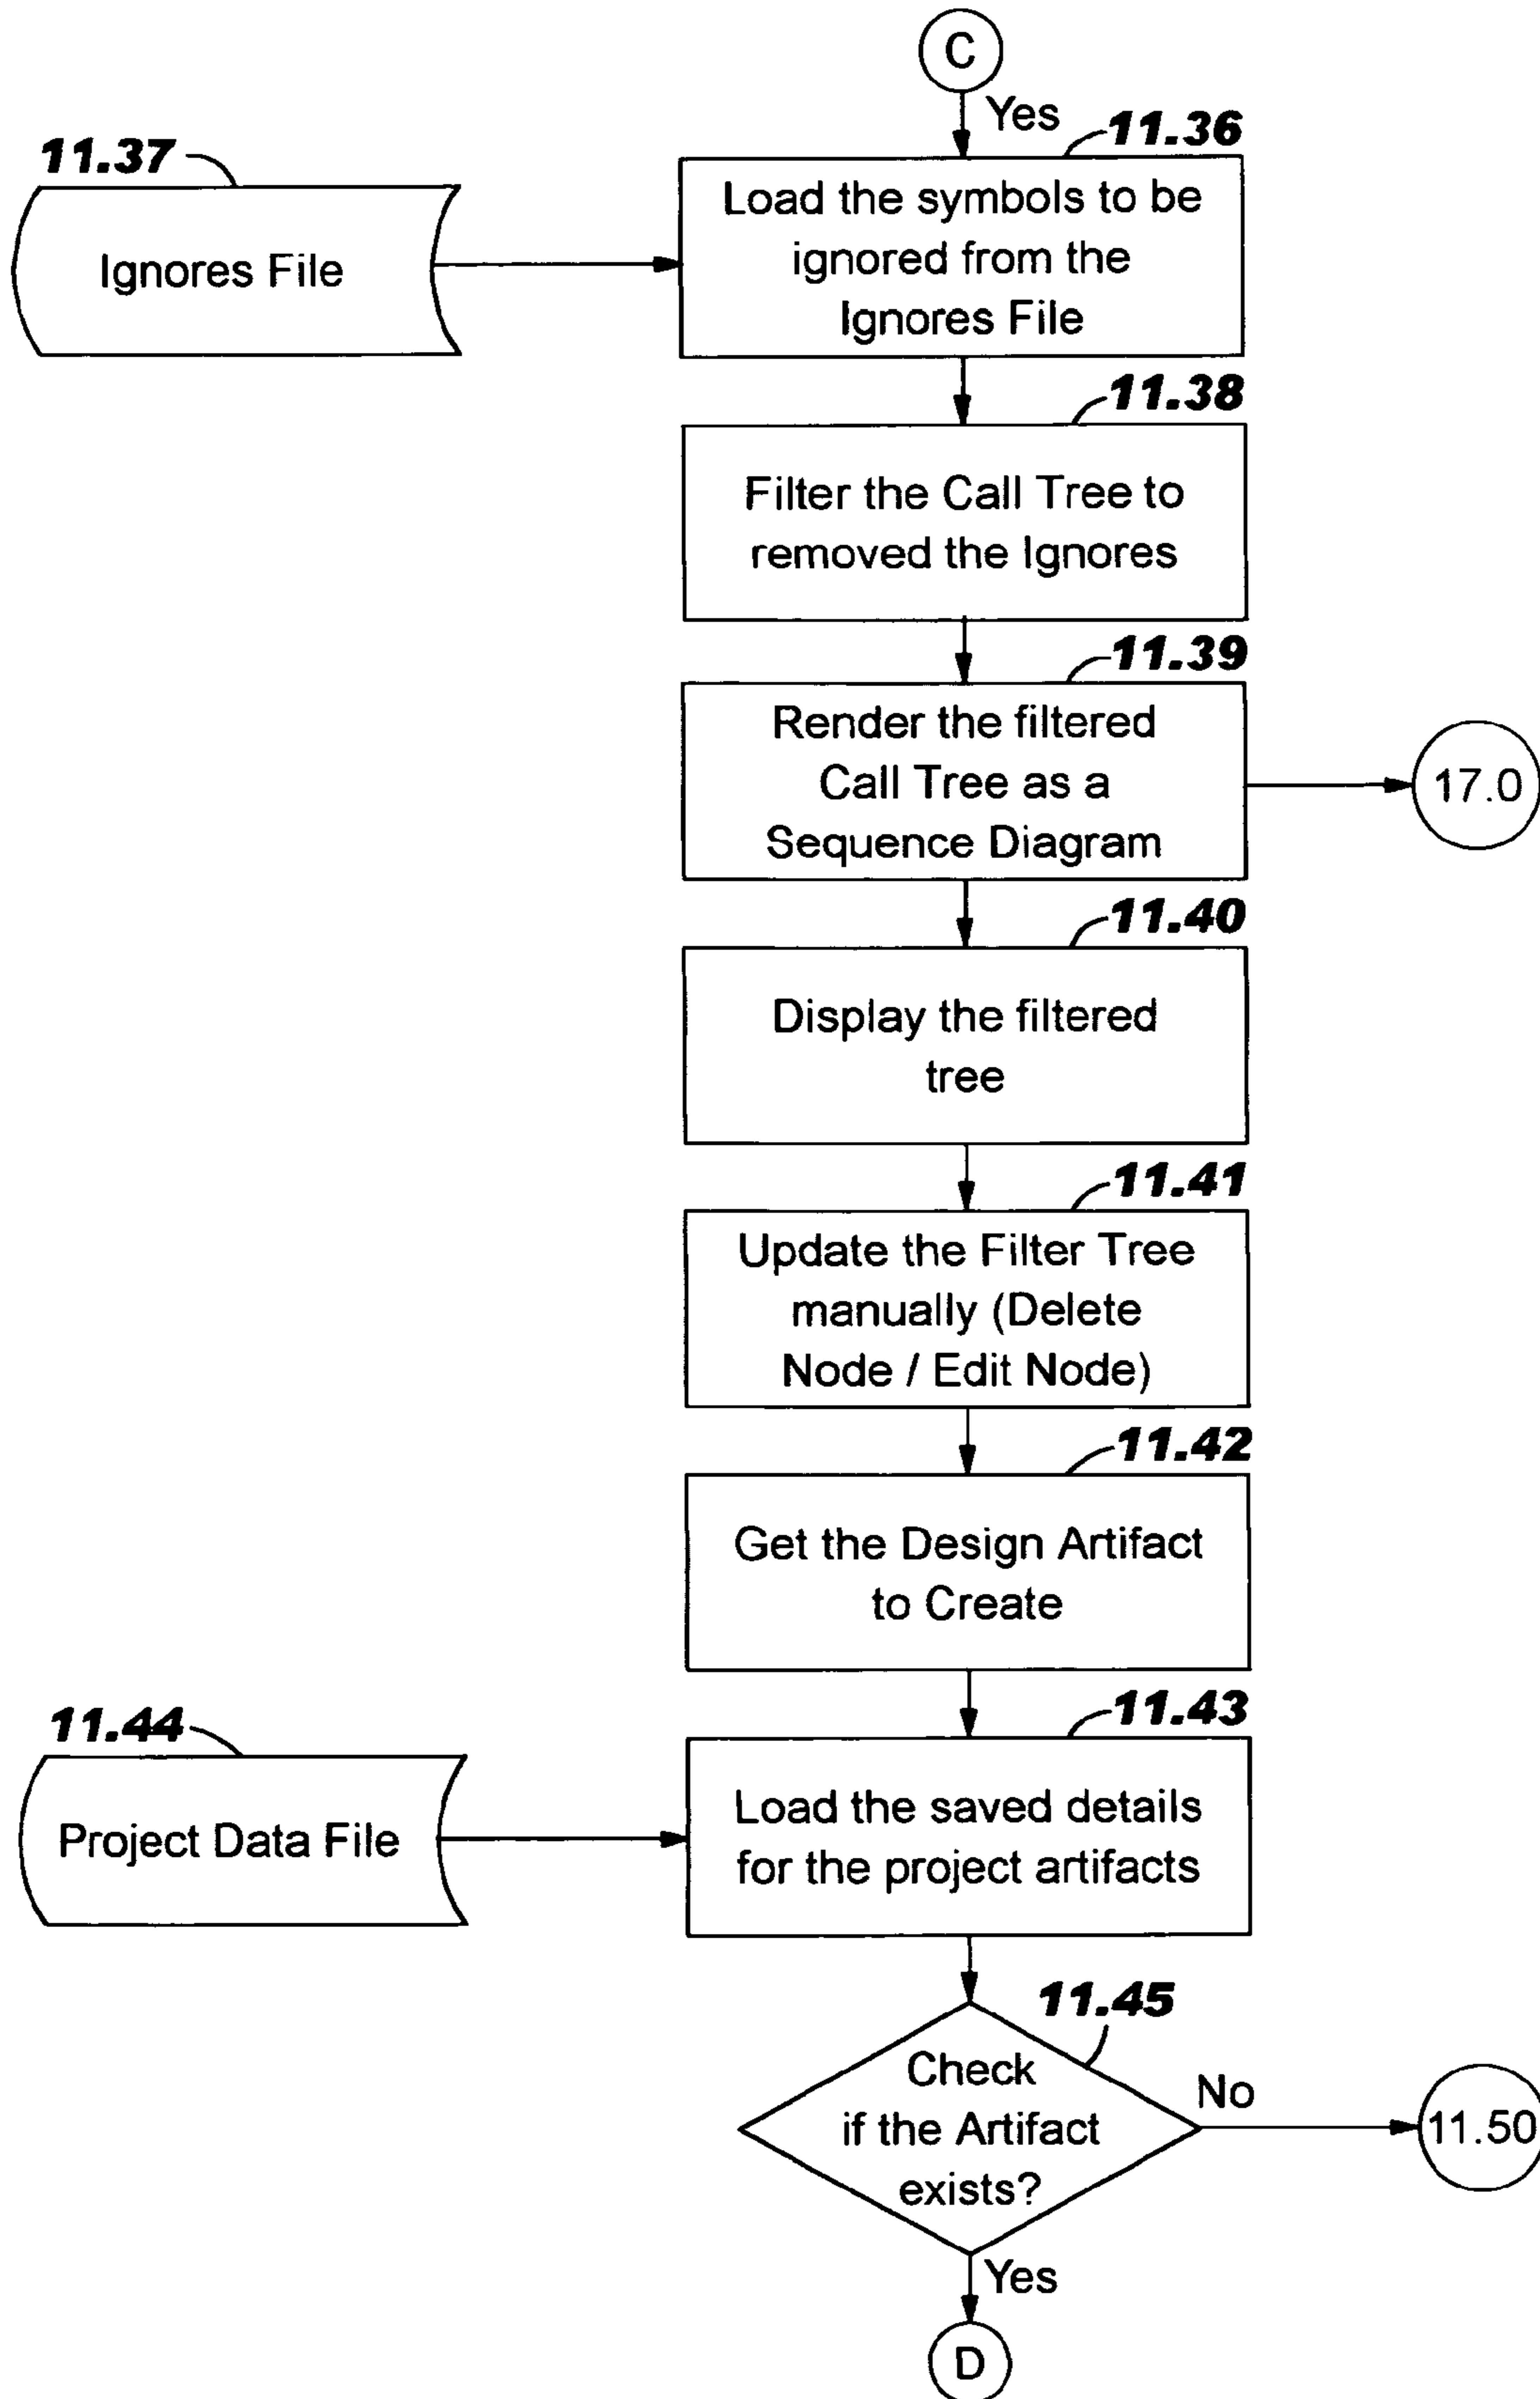 C
Yes
11.36
11.37
Load the symbols to be
ignored from the
Ignores File
Ignores File
11.38
Filter the Call Tree to
removed the Ignores
11.39
Render the filtered
Call Tree as a
Sequence Diagram
17.0
11.40
Display the filtered
tree
11.41
Update the Filter Tree
manually (Delete
Node / Edit Node)
11.42
Get the Design Artifact
to Create
11.43
11.44
Load the saved details
for the project artifacts
Project Data File
11.45
Check
if the Artifact
exists?
No
11.50
Yes
D